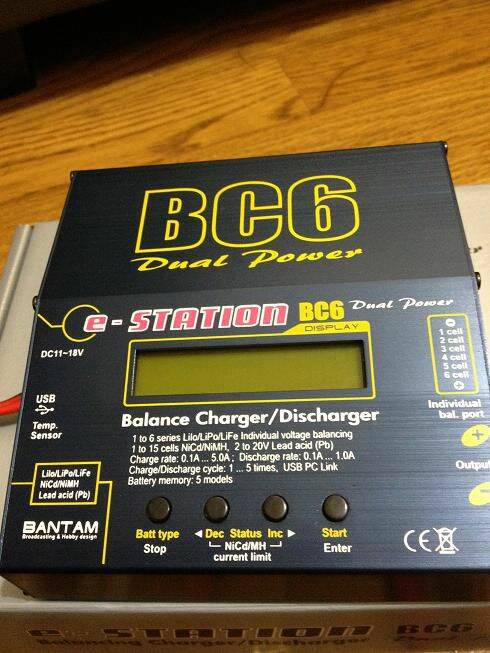 BC6
Dual Power
e-STATION BC6 Dual Power
DISPLAY
DC11~18V
⊖
1 cell
2 cell
3 cell
4 cell
5 cell
6 cell
⊕
Individual
bal. port
USB
Temp.
Sensor
Balance Charger/Discharger
1 to 6 series LiIo/LiPo/LiFe Individual voltage balancing
1 to 15 cells NiCd/NiMH, 2 to 20V Lead acid (Pb)
Charge rate: 0.1A ... 5.0A; Discharge rate: 0.1A ... 1.0A
Charge/Discharge cycle: 1 ... 5 times, USB PC Link
Battery memory: 5 models
+
Output
−
LiIo/LiPo/LiFe
NiCd/NiMH
Lead acid (Pb)
BANTAM
Broadcasting & Hobby design
Batt type
Stop
◄ Dec Status Inc ►
NiCd/MH
current limit
Start
Enter
CE
e-STATION BC6
Balancing Charger/Discharger